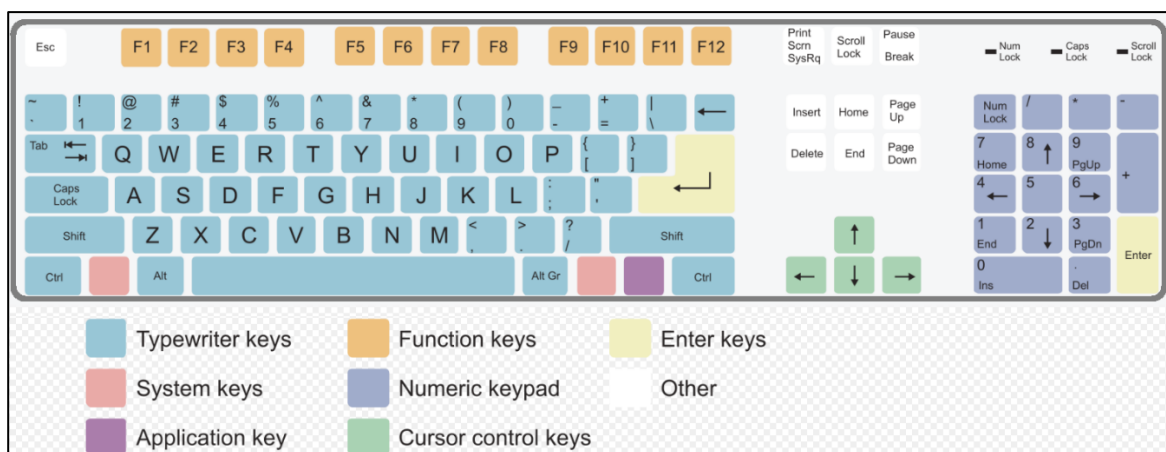 Esc F1 F2 F3 F4 F5 F6 F7 F8 F9 F10 F11 F12
Print
Scrn
SysRq
Scroll
Lock
Pause
Break
Num
Lock
Caps
Lock
Scroll
Lock
~ ! @ # $ % ^ & * ( ) _ + |
` 1 2 3 4 5 6 7 8 9 0 - = \ ←
Insert Home Page
Up
Num
Lock
/ * -
Tab Q W E R T Y U I O P { }
[ ]
Delete End Page
Down
7 8 ↑ 9 +
Home PgUp
Caps
Lock
A S D F G H J K L : "
; '
4 5 6
← →
Shift Z X C V B N M < > ? Shift
, . /
↑
1 2 ↓ 3
End PgDn
Enter
Ctrl Alt Alt Gr Ctrl
← ↓ →
0 .
Ins Del
Typewriter keys Function keys Enter keys
System keys Numeric keypad Other
Application key Cursor control keys